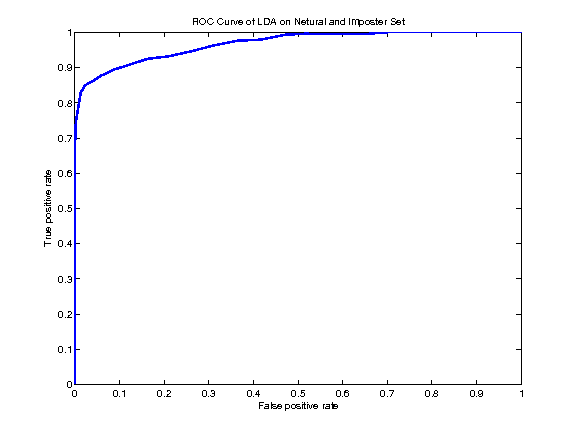 ROC Curve of LDA on Netural and Imposter Set
1
0.9
0.8
0.7
0.6
0.5
0.4
0.3
0.2
0.1
0
True positive rate
0 0.1 0.2 0.3 0.4 0.5 0.6 0.7 0.8 0.9 1
False positive rate